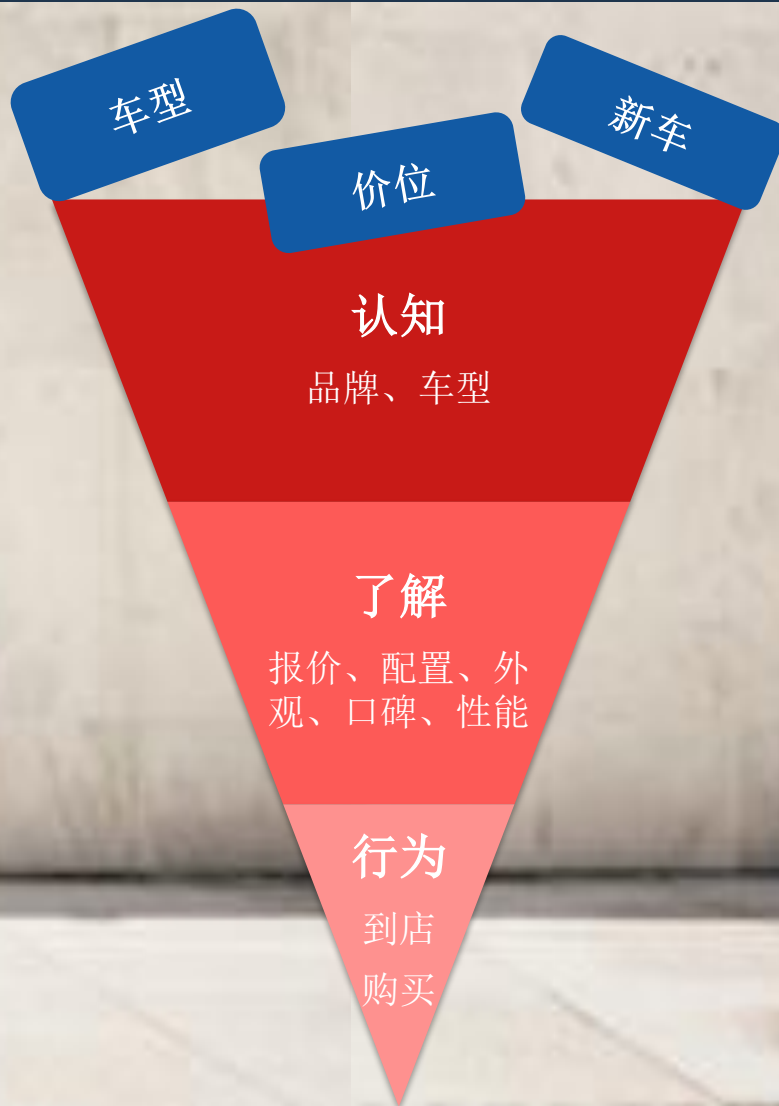 车型
新车
价位
认知
品牌、车型
了解
报价、配置、外
观、口碑、性能
行为
到店
购买